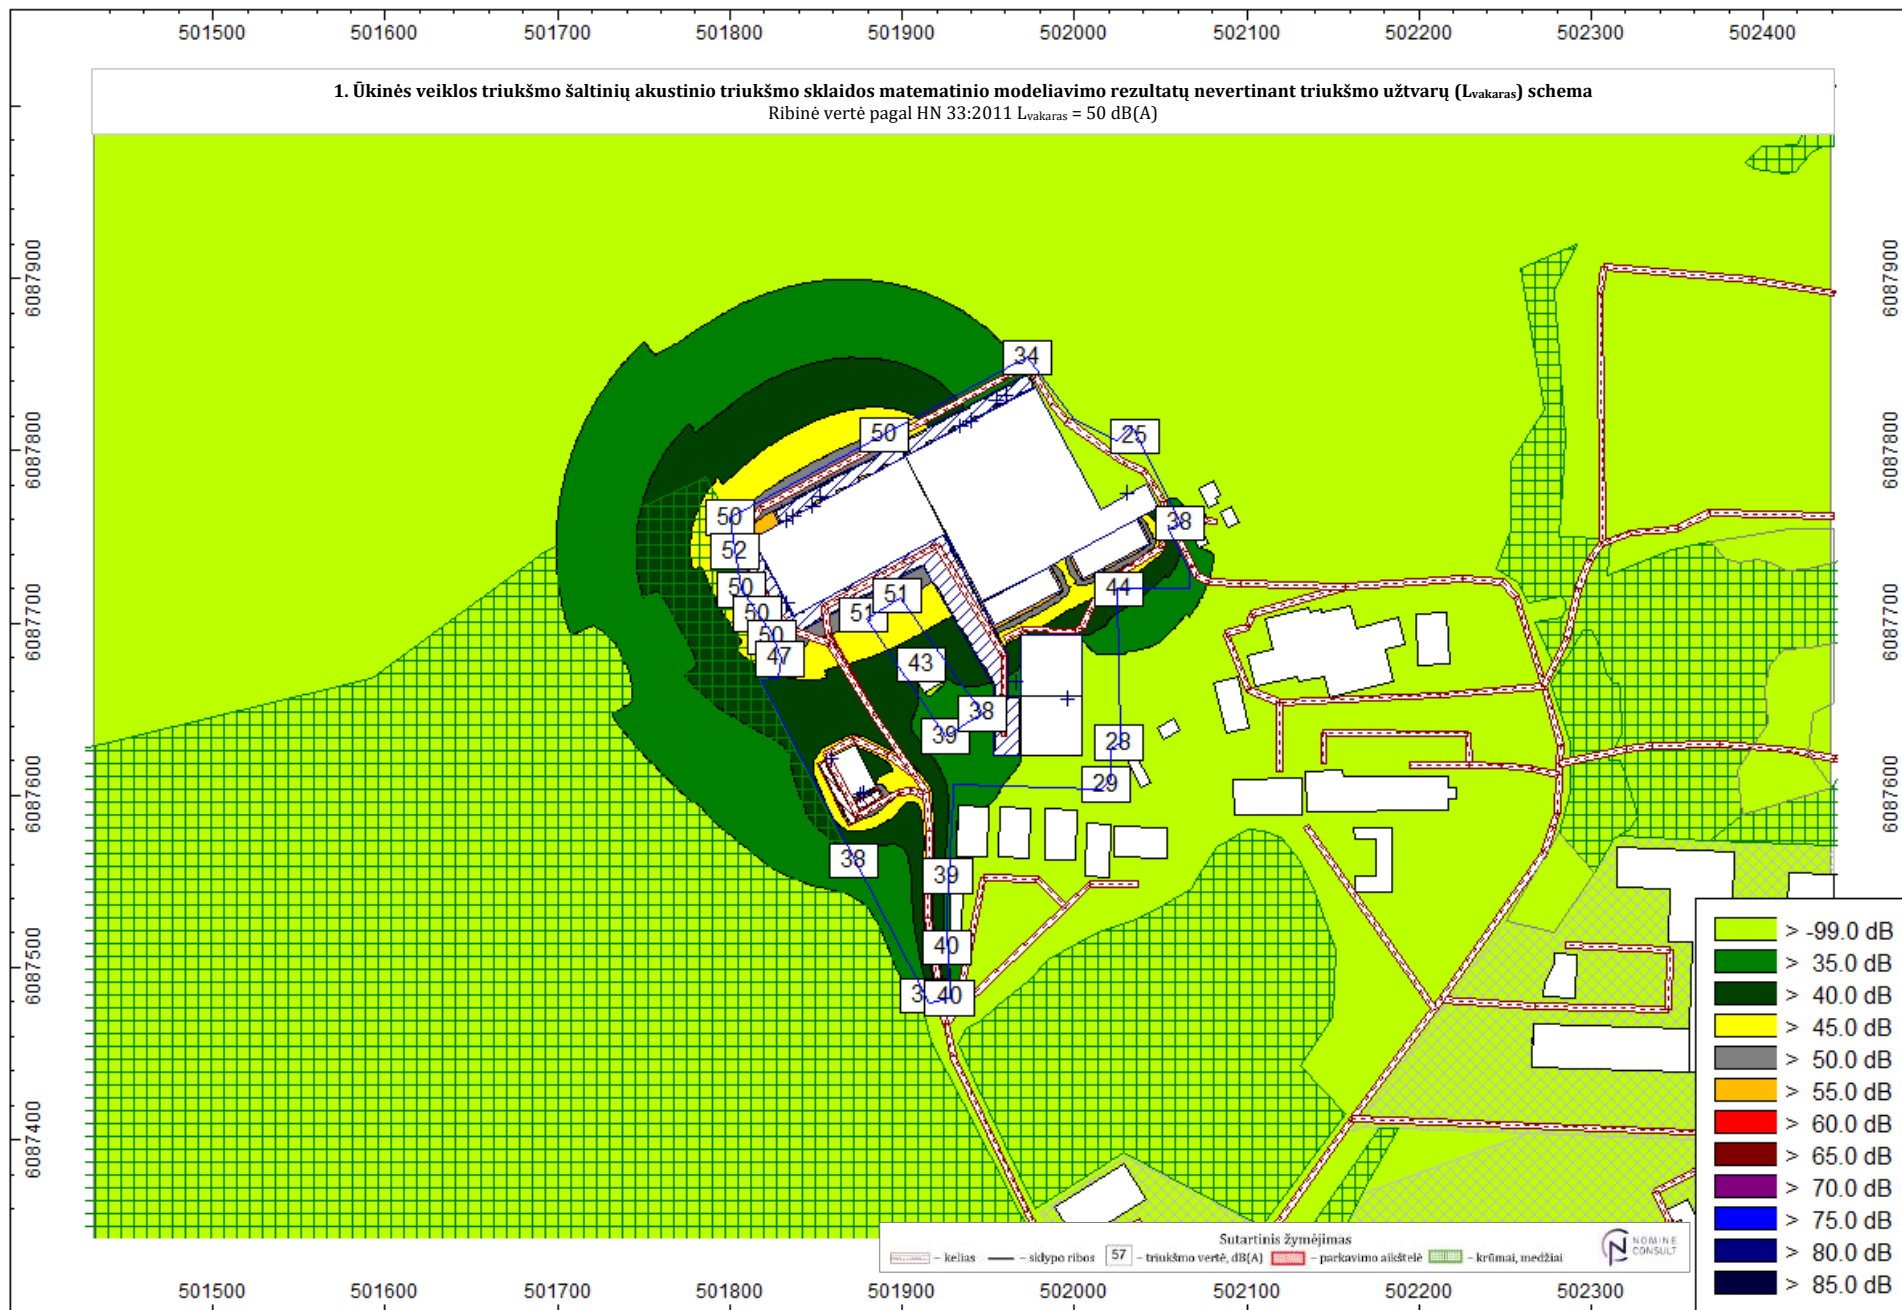 501500 501600 501700 501800 501900 502000 502100 502200 502300 502400
1. Ūkinės veiklos triukšmo šaltinių akustinio triukšmo sklaidos matematinio modeliavimo rezultatų nevertinant triukšmo užtvarų (Lvakaras) schema
Ribinė vertė pagal HN 33:2011 Lvakaras = 50 dB(A)
6087900
6087800
6087700
6087600
6087500
6087400
6087900
6087800
6087700
6087600
34
50
25
50
38
52
50
44
51
50
51
50
47
43
38
39
28
29
38
39
40
40
> -99.0 dB
> 35.0 dB
> 40.0 dB
> 45.0 dB
> 50.0 dB
> 55.0 dB
> 60.0 dB
> 65.0 dB
> 70.0 dB
> 75.0 dB
> 80.0 dB
> 85.0 dB
Sutartinis žymėjimas
– kelias – sklypo ribos 57 – triukšmo vertė, dB(A) – parkavimo aikštelė – krūmai, medžiai
NOMINE
CONSULT
501500 501600 501700 501800 501900 502000 502100 502200 502300